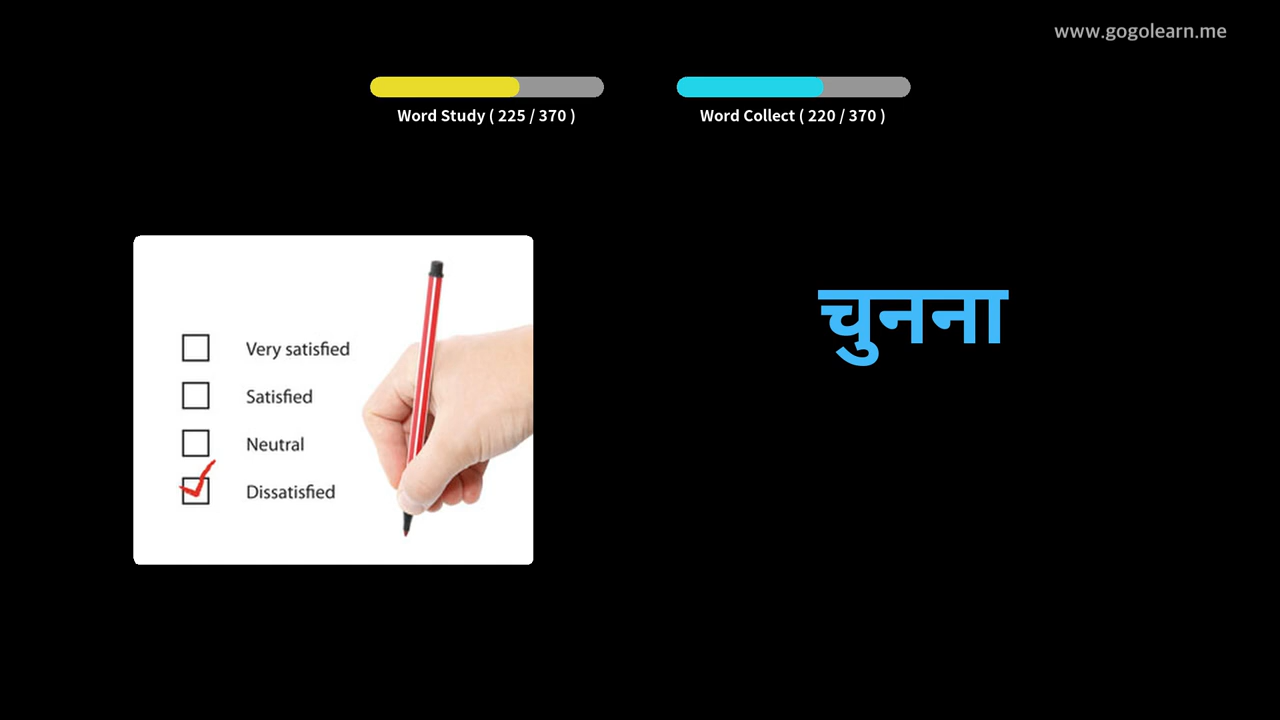 www.gogolearn.me
Word Study ( 225 / 370 )
Word Collect ( 220 / 370 )
Very satisfied
Satisfied
Neutral
Dissatisfied
चुनना